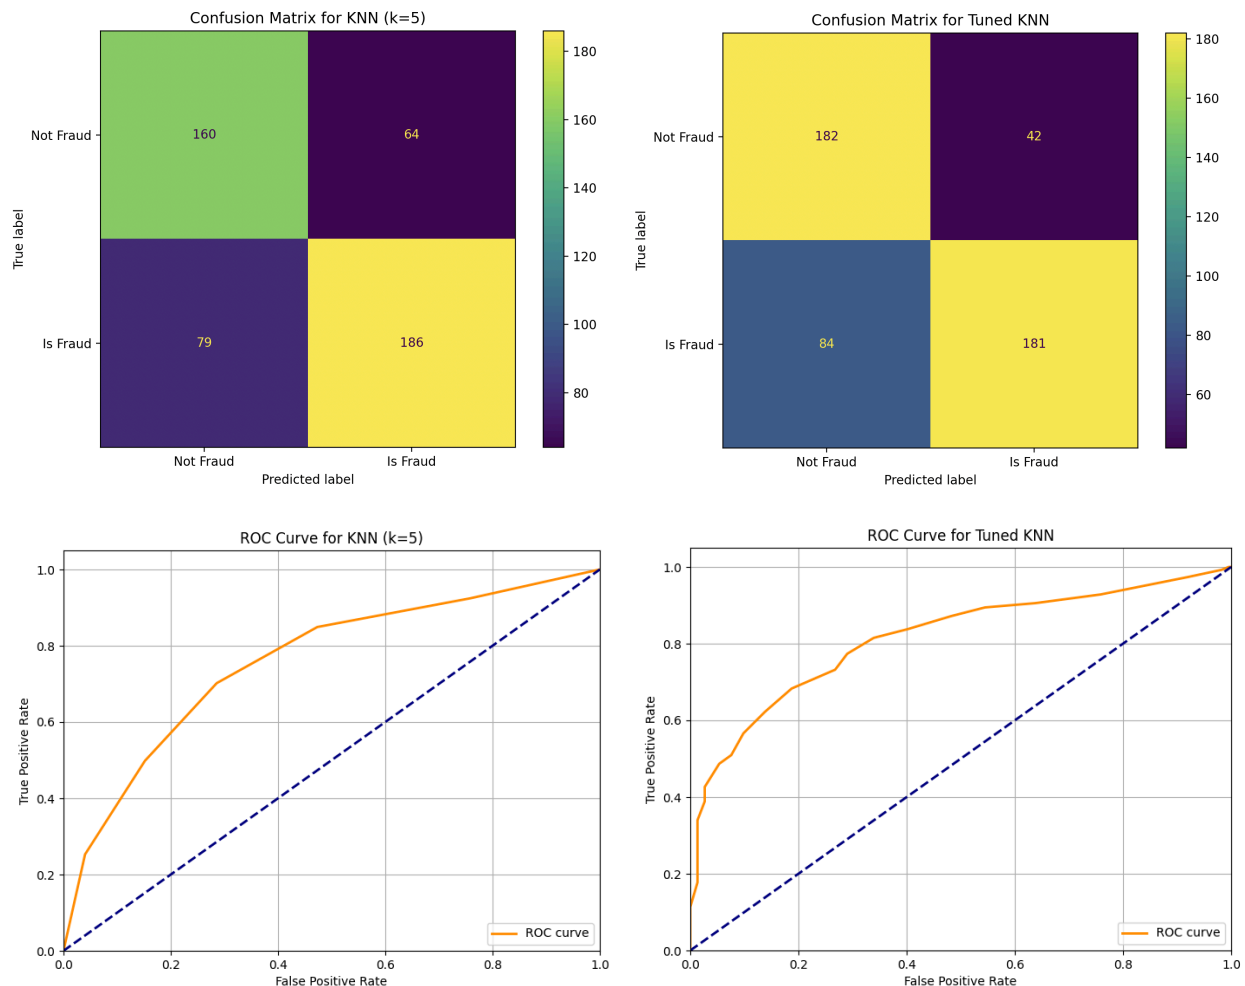 Confusion Matrix for KNN (k=5)
Not Fraud
Is Fraud
True label
160
64
79
186
Not Fraud
Is Fraud
Predicted label
180
160
140
120
100
80
Confusion Matrix for Tuned KNN
Not Fraud
Is Fraud
True label
182
42
84
181
Not Fraud
Is Fraud
Predicted label
180
160
140
120
100
80
60
ROC Curve for KNN (k=5)
True Positive Rate
1.0
0.8
0.6
0.4
0.2
0.0
0.0
0.2
0.4
0.6
0.8
1.0
False Positive Rate
ROC curve
ROC Curve for Tuned KNN
True Positive Rate
1.0
0.8
0.6
0.4
0.2
0.0
0.0
0.2
0.4
0.6
0.8
1.0
False Positive Rate
ROC curve